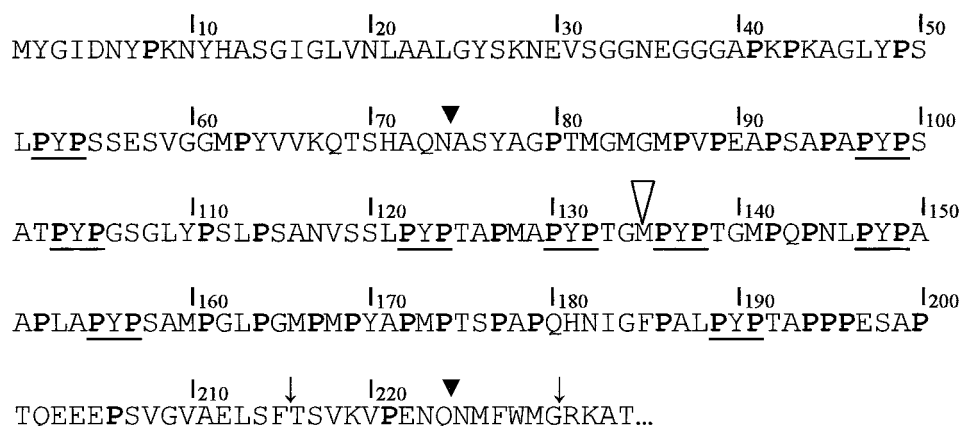 |10 |20 |30 |40 |50
MYGIDNYPKNYHASGIGLVNLAALGYSKNEVSGGNEGGGAPKPKAGLYPS
|60 |70 ▼ |80 |90 |100
LPYPSSESVGGMPYVVKQTSHAQNASYAGPTMGMGMPVPEAPSAPAPYPS
|110 |120 |130 ▽ |140 |150
ATPYPGSGLYPSLPSANVSSLPYPTAPMAPYPTGMPYPTGMPQPNLPYPA
|160 |170 |180 |190 |200
APLAPYPSAMPGLPGMPMPYAPMPTSPAPQHNIGFPALPYPTAPPPESAP
|210 ↓ |220 ▼ ↓
TQEEEPSVGVAELSFTSVKVPENQNMFWMGRKAT...